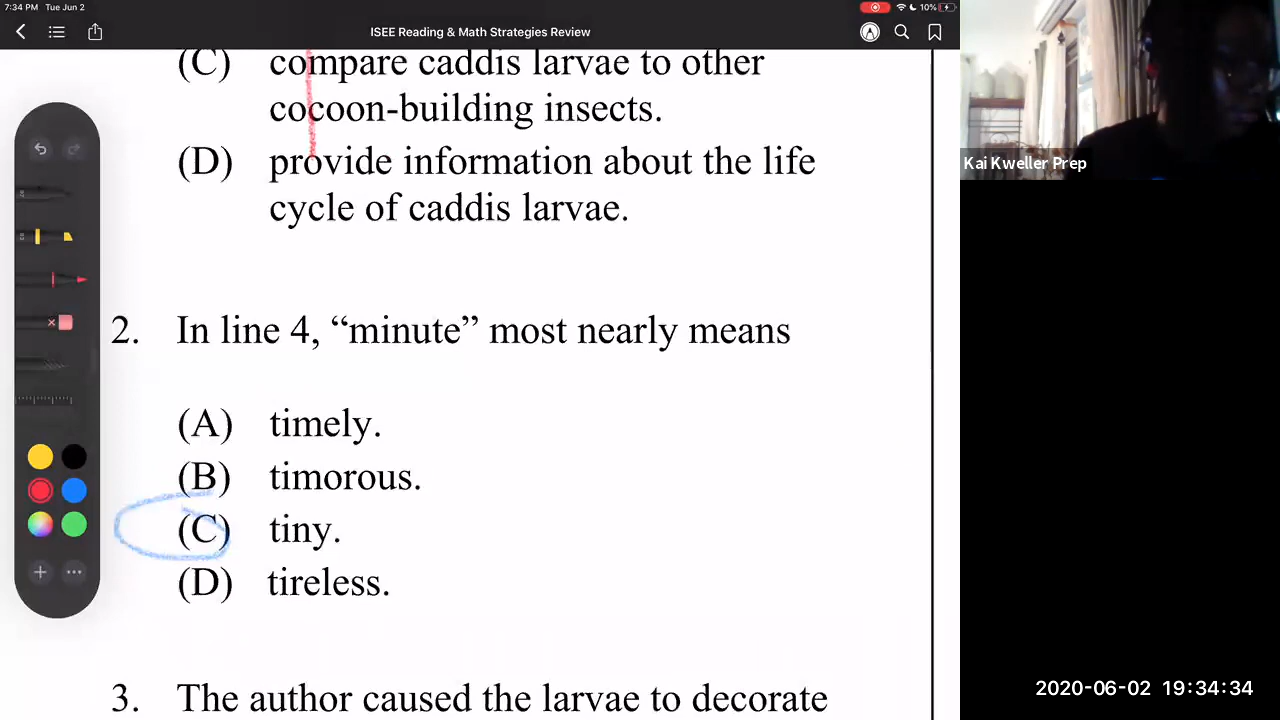 7:34 PM Tue Jun 2
10%
ISEE Reading & Math Strategies Review
(C) compare caddis larvae to other
cocoon-building insects.
(D) provide information about the life
cycle of caddis larvae.
Kai Kweller Prep
2. In line 4, “minute” most nearly means
(A) timely.
(B) timorous.
(C) tiny.
(D) tireless.
3. The author caused the larvae to decorate
2020-06-02 19:34:34